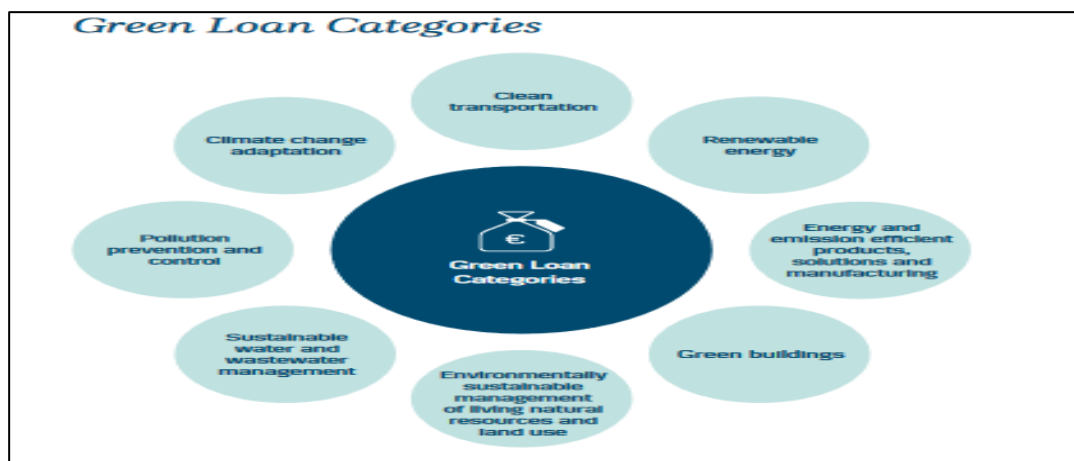 Green Loan Categories
Clean
transportation
Renewable
energy
Energy and
emission efficient
products,
solutions and
manufacturing
Green buildings
Environmentally
sustainable
management
of living natural
resources and
land use
Sustainable
water and
wastewater
management
Pollution
prevention and
control
Climate change
adaptation
€
Green Loan
Categories